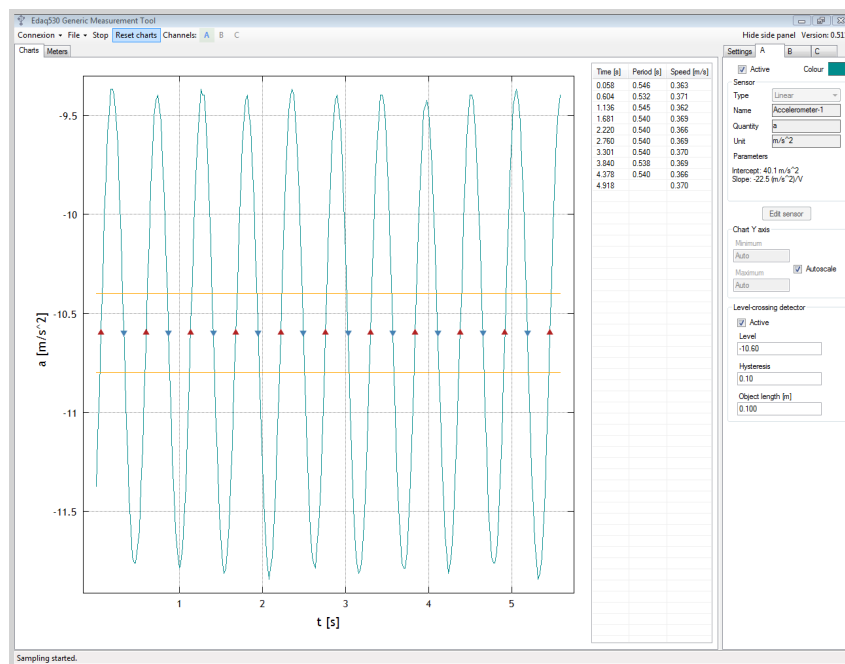 Edaq530 Generic Measurement Tool
Connexion File Stop Reset charts Channels: A B C Hide side panel Version: 0.51
Charts Meters
Settings A B C
Active Colour
Sensor
Type Linear
Name Accelerometer-1
Quantity a
Unit m/s^2
Parameters
Intercept: 40.1 m/s^2
Slope: -22.5 (m/s^2)/V
Edit sensor
Chart Y axis
Minimum
Auto
Autoscale
Maximum
Auto
Level-crossing detector
Active
Level
-10.60
Hysteresis
0.10
Object length [m]
0.100
Time [s] Period [s] Speed [m/s]
0.058 0.546 0.363
0.604 0.532 0.371
1.136 0.545 0.362
1.681 0.540 0.369
2.220 0.540 0.366
2.760 0.540 0.369
3.301 0.540 0.370
3.840 0.538 0.369
4.378 0.540 0.366
4.918 0.370
a [m/s^2]
-9.5
-10
-10.5
-11
-11.5
1 2 3 4 5
t [s]
Sampling started.